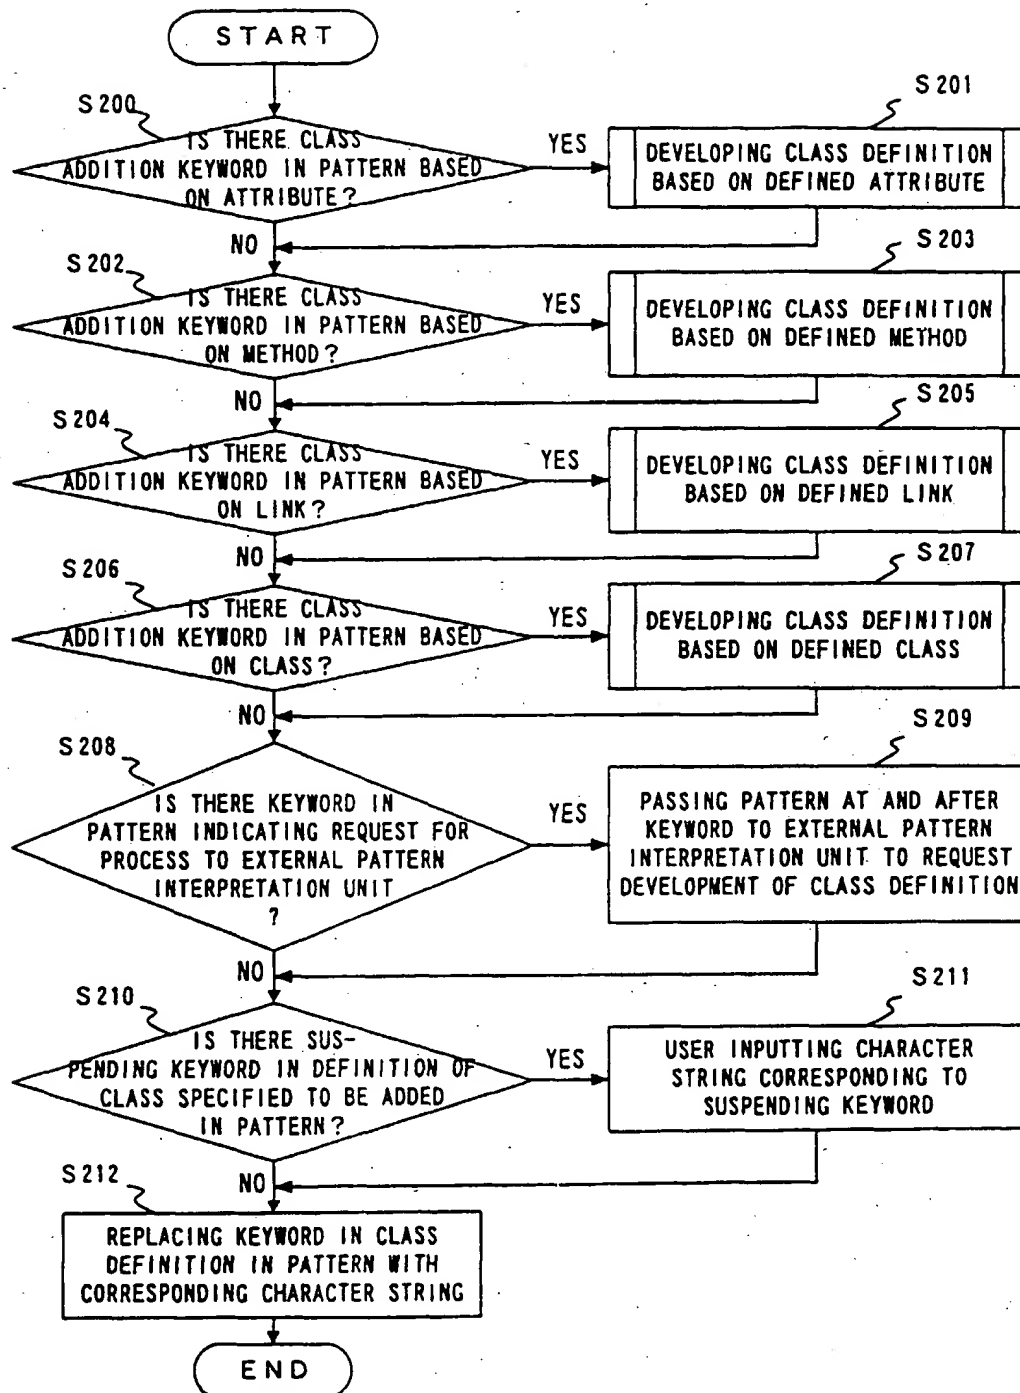 START
S200
IS THERE CLASS
ADDITION KEYWORD IN PATTERN BASED
ON ATTRIBUTE?
YES
S201
DEVELOPING CLASS DEFINITION
BASED ON DEFINED ATTRIBUTE
NO
S202
IS THERE CLASS
ADDITION KEYWORD IN PATTERN BASED
ON METHOD?
YES
S203
DEVELOPING CLASS DEFINITION
BASED ON DEFINED METHOD
NO
S204
IS THERE CLASS
ADDITION KEYWORD IN PATTERN BASED
ON LINK?
YES
S205
DEVELOPING CLASS DEFINITION
BASED ON DEFINED LINK
NO
S206
IS THERE CLASS
ADDITION KEYWORD IN PATTERN BASED
ON CLASS?
YES
S207
DEVELOPING CLASS DEFINITION
BASED ON DEFINED CLASS
NO
S208
IS THERE KEYWORD IN
PATTERN INDICATING REQUEST FOR
PROCESS TO EXTERNAL PATTERN
INTERPRETATION UNIT
?
YES
S209
PASSING PATTERN AT AND AFTER
KEYWORD TO EXTERNAL PATTERN
INTERPRETATION UNIT TO REQUEST
DEVELOPMENT OF CLASS DEFINITION
NO
S210
IS THERE SUS-
PENDING KEYWORD IN DEFINITION OF
CLASS SPECIFIED TO BE ADDED
IN PATTERN?
YES
S211
USER INPUTTING CHARACTER
STRING CORRESPONDING TO
SUSPENDING KEYWORD
NO
S212
REPLACING KEYWORD IN CLASS
DEFINITION IN PATTERN WITH
CORRESPONDING CHARACTER STRING
END